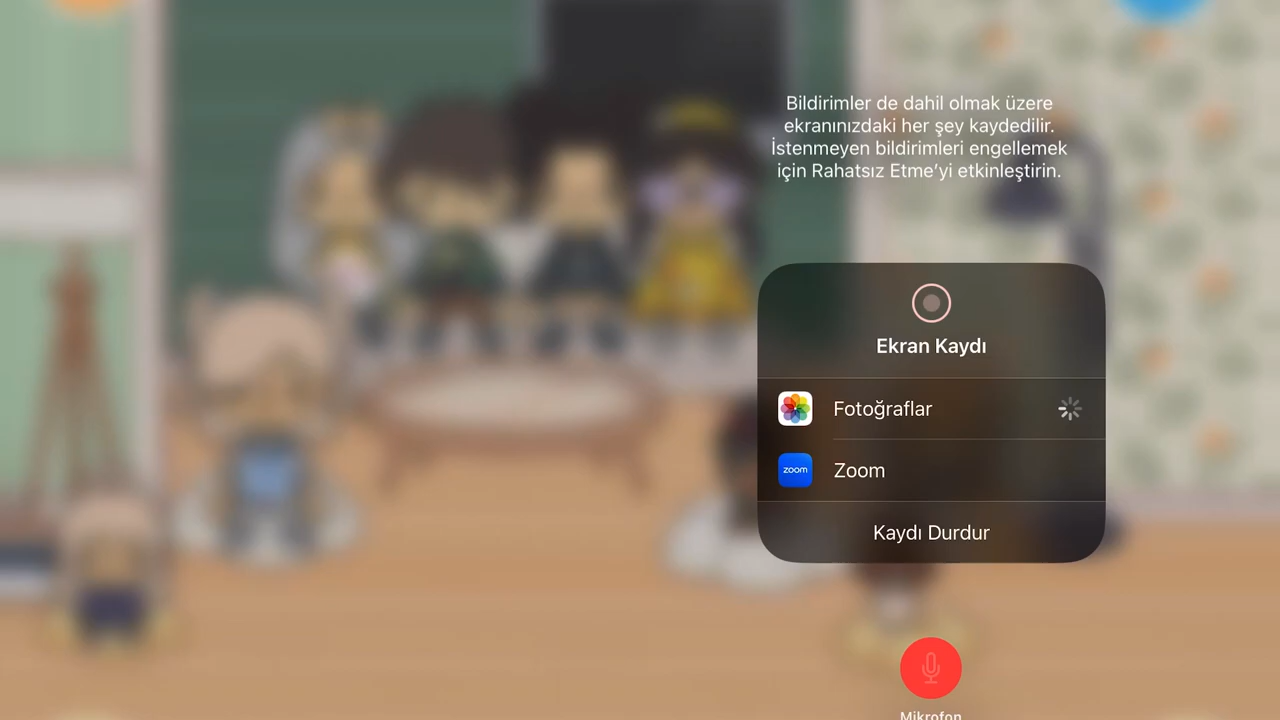 Bildirimler de dahil olmak üzere
ekranınızdaki her şey kaydedilir.
İstenmeyen bildirimleri engellemek
için Rahatsız Etme’yi etkinleştirin.
Ekran Kaydı
Fotoğraflar
zoom
Zoom
Kaydı Durdur
Mikrofon